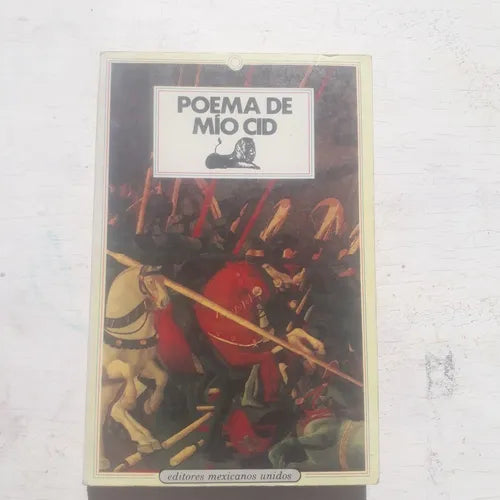 POEMA DE
MÍO CID
editores mexicanos unidos